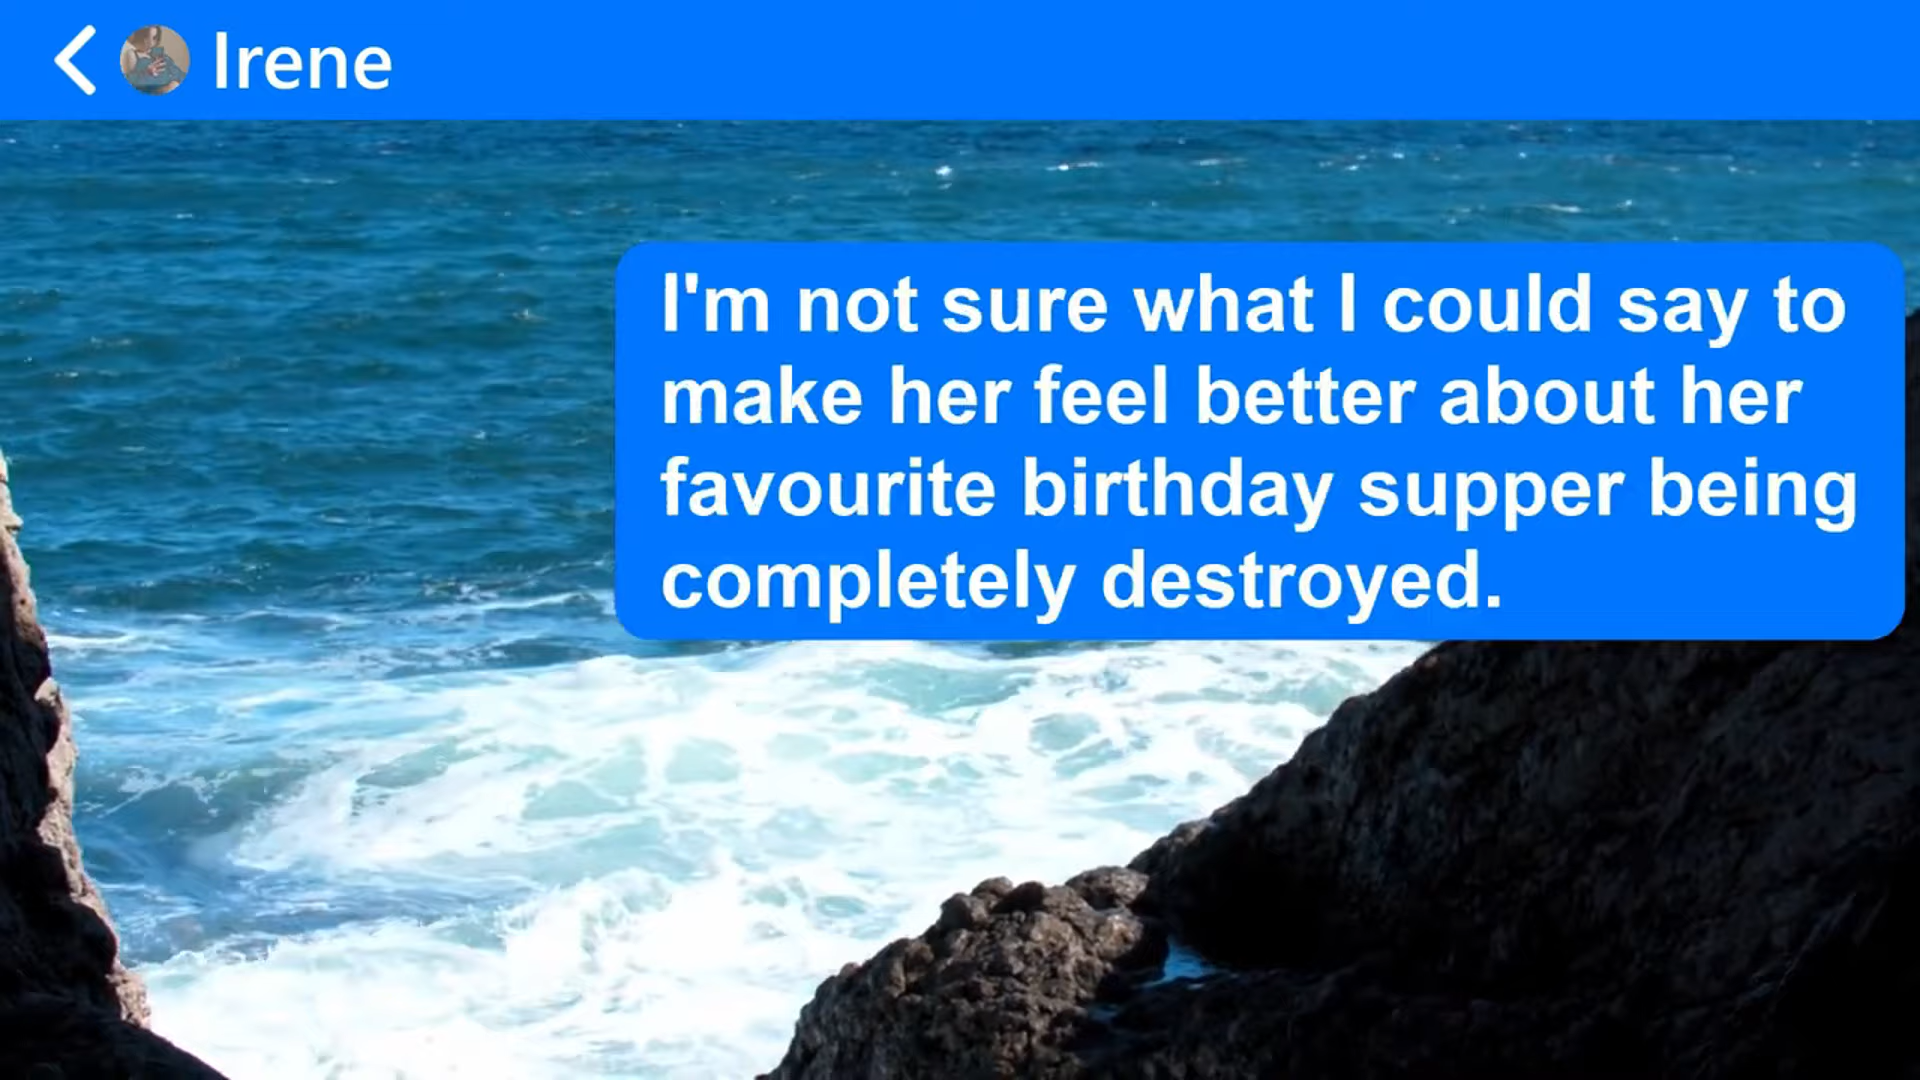 Irene
I'm not sure what I could say to
make her feel better about her
favourite birthday supper being
completely destroyed.